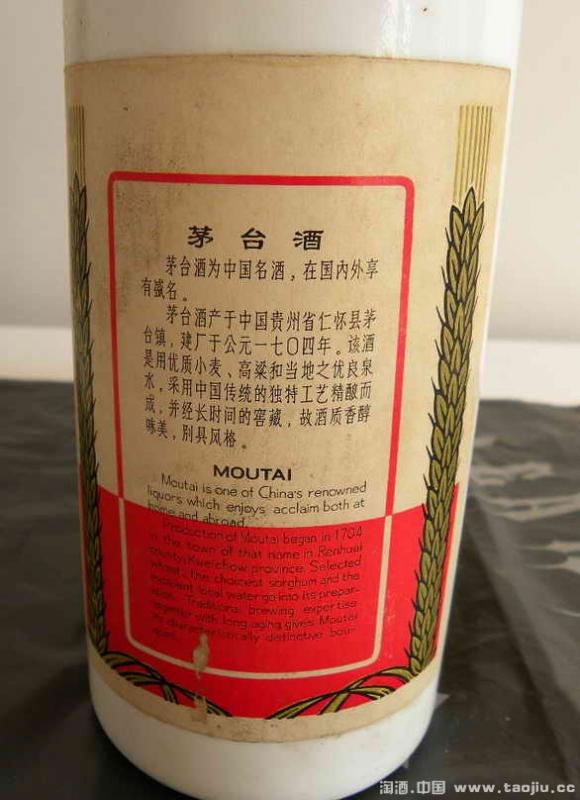 茅台酒
茅台酒为中国名酒，在国内外享
有盛名。
茅台酒产于中国贵州省仁怀县茅
台镇，建厂于公元一七〇四年。该酒
是用优质小麦、高粱和当地之优良泉
水，采用中国传统的独特工艺精酿而
成，并经长时间的窖藏，故酒质香醇
味美，别具风格。
MOUTAI
Moutai is one of China's renowned
liquors which enjoys acclaim both at
home and abroad.
Production of Moutai began in 1704
in the town of that name in Renhuai
county, Kweichow province. Selected
wheat, the choicest sorghum and the
excellent local water go into its prepar-
ation. Traditional brewing expertise
together with long aging gives Moutai
its characteristically distinctive bou-
quet.
淘酒.中国 www.taojiu.cc